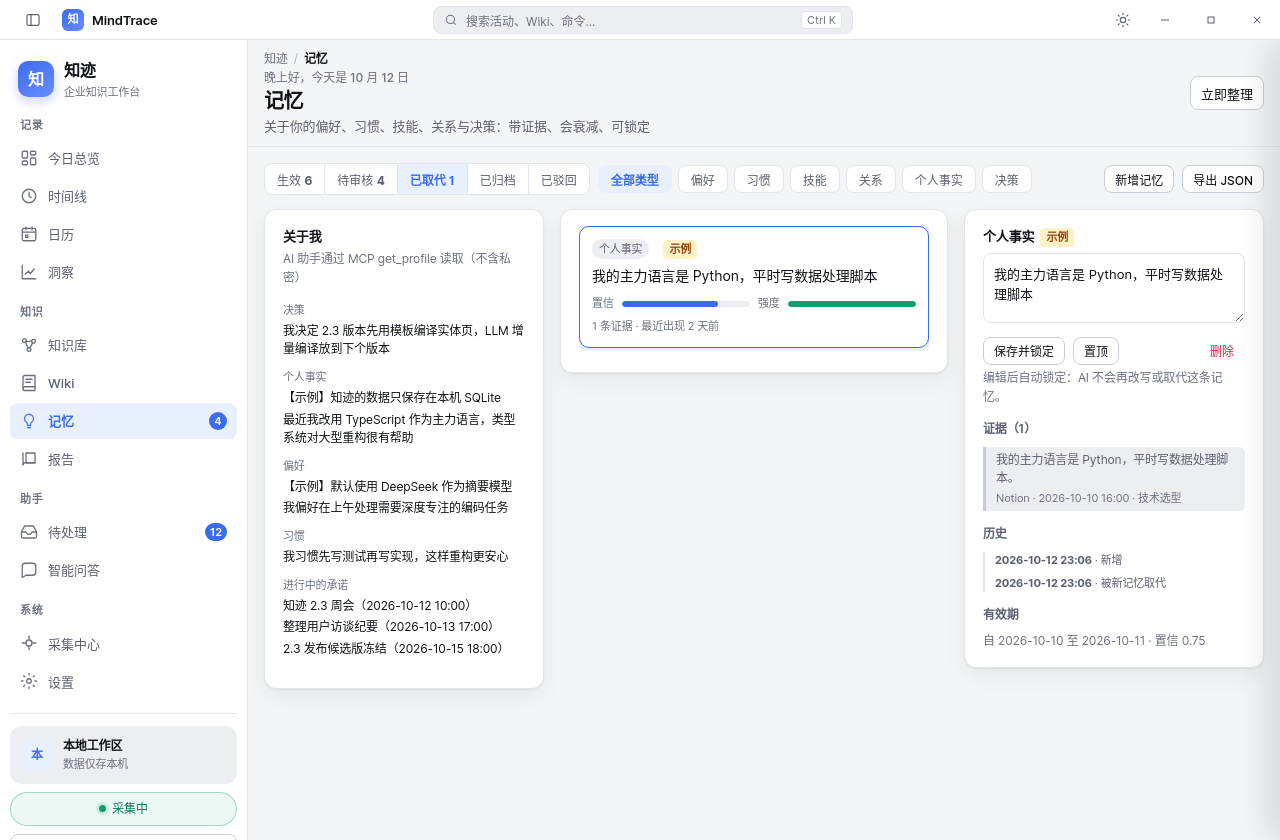 知 MindTrace
搜索活动、Wiki、命令... Ctrl K
知 知迹
企业知识工作台
记录
今日总览
时间线
日历
洞察
知识
知识库
Wiki
记忆 4
报告
助手
待处理 12
智能问答
系统
采集中心
设置
本 本地工作区
数据仅存本机
采集中
知迹 / 记忆
晚上好，今天是 10 月 12 日
记忆
关于你的偏好、习惯、技能、关系与决策：带证据、会衰减、可锁定
立即整理
生效 6 待审核 4 已取代 1 已归档 已驳回 全部类型 偏好 习惯 技能 关系 个人事实 决策 新增记忆 导出 JSON
关于我
AI 助手通过 MCP get_profile 读取（不含私
密）
决策
我决定 2.3 版本先用模板编译实体页，LLM 增
量编译放到下个版本
个人事实
【示例】知迹的数据只保存在本机 SQLite
最近我改用 TypeScript 作为主力语言，类型
系统对大型重构很有帮助
偏好
【示例】默认使用 DeepSeek 作为摘要模型
我偏好在上午处理需要深度专注的编码任务
习惯
我习惯先写测试再写实现，这样重构更安心
进行中的承诺
知迹 2.3 周会（2026-10-12 10:00）
整理用户访谈纪要（2026-10-13 17:00）
2.3 发布候选版冻结（2026-10-15 18:00）
个人事实 示例
我的主力语言是 Python，平时写数据处理脚本
置信 强度
1 条证据 · 最近出现 2 天前
个人事实 示例
我的主力语言是 Python，平时写数据处
理脚本
保存并锁定 置顶 删除
编辑后自动锁定：AI 不会再改写或取代这条记
忆。
证据（1）
我的主力语言是 Python，平时写数据处理脚
本。
Notion · 2026-10-10 16:00 · 技术选型
历史
2026-10-12 23:06 · 新增
2026-10-12 23:06 · 被新记忆取代
有效期
自 2026-10-10 至 2026-10-11 · 置信 0.75